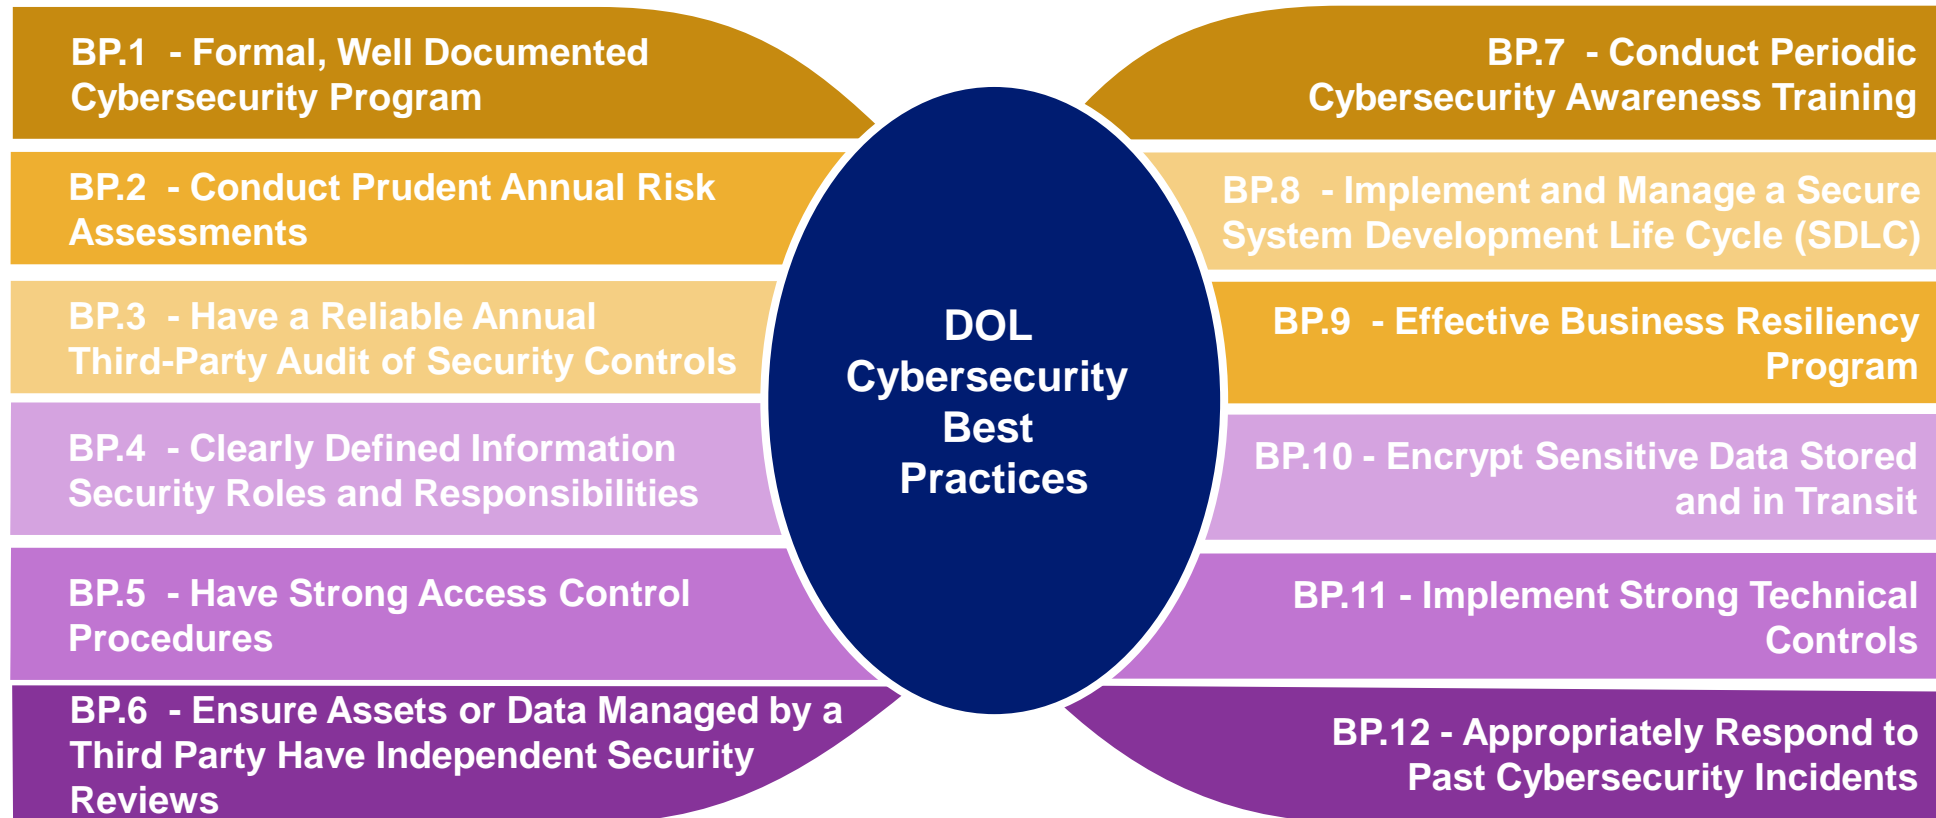 BP.1  - Formal, Well Documented
Cybersecurity Program
BP.2  - Conduct Prudent Annual Risk
Assessments
BP.3  - Have a Reliable Annual
Third-Party Audit of Security Controls
BP.4  - Clearly Defined Information
Security Roles and Responsibilities
BP.5  - Have Strong Access Control
Procedures
BP.6  - Ensure Assets or Data Managed by a
Third Party Have Independent Security
Reviews
DOL
Cybersecurity
Best
Practices
BP.7  - Conduct Periodic
Cybersecurity Awareness Training
BP.8  - Implement and Manage a Secure
System Development Life Cycle (SDLC)
BP.9  - Effective Business Resiliency
Program
BP.10 - Encrypt Sensitive Data Stored
and in Transit
BP.11 - Implement Strong Technical
Controls
BP.12 - Appropriately Respond to
Past Cybersecurity Incidents